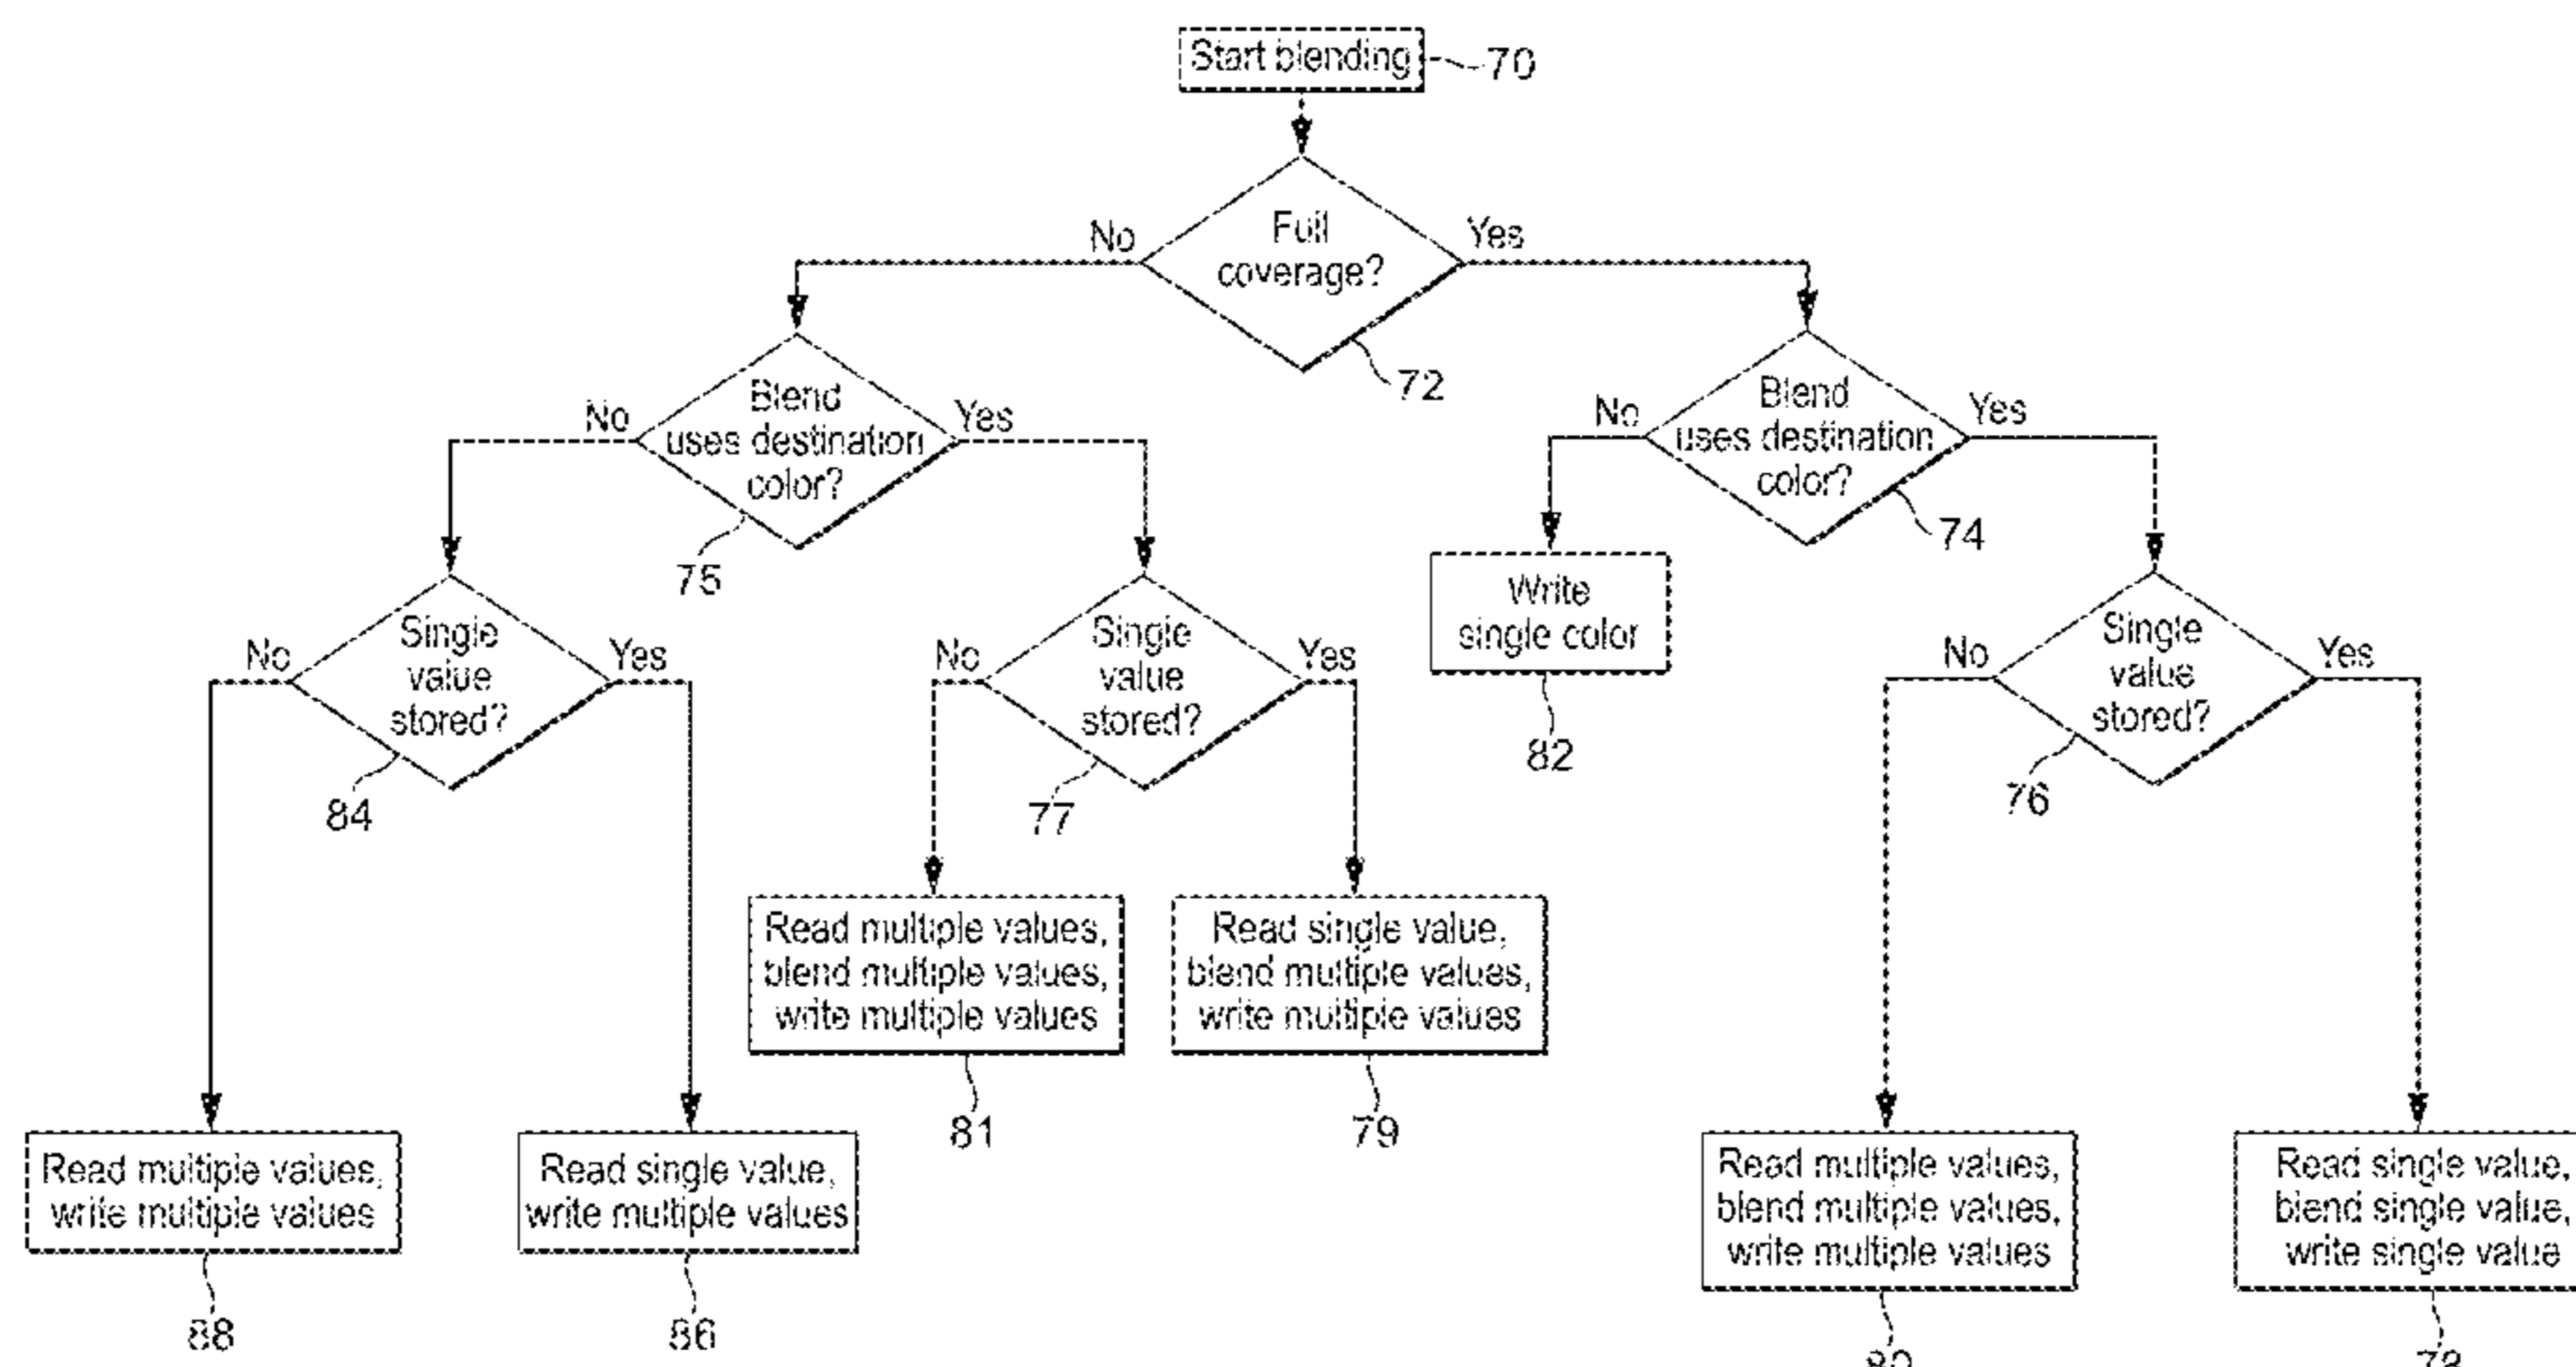 Start blending
70
Full
coverage?
No
Yes
72
Blend
uses destination
color?
No
Yes
75
Blend
uses destination
color?
No
Yes
74
Single
value
stored?
No
Yes
84
Single
value
stored?
No
Yes
77
Write
single color
82
Single
value
stored?
No
Yes
76
Read multiple values,
blend multiple values,
write multiple values
81
Read single value,
blend multiple values,
write multiple values
79
Read multiple values,
write multiple values
88
Read single value,
write multiple values
86
Read multiple values,
blend multiple values,
write multiple values
80
Read single value,
blend single value,
write single value
78